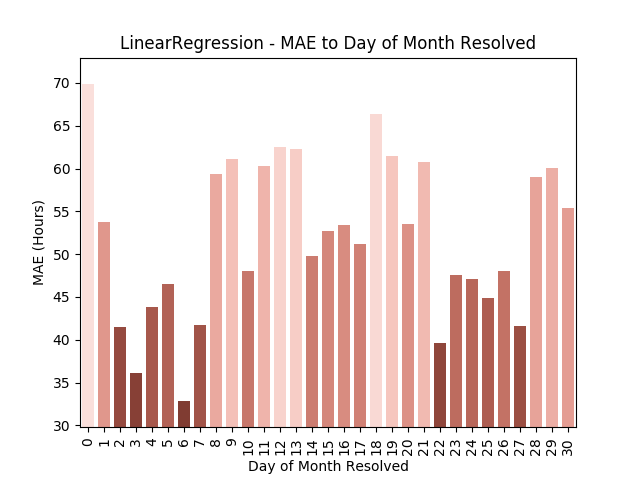 LinearRegression - MAE to Day of Month Resolved
MAE (Hours)
70
65
60
55
50
45
40
35
30
0 1 2 3 4 5 6 7 8 9 10 11 12 13 14 15 16 17 18 19 20 21 22 23 24 25 26 27 28 29 30
Day of Month Resolved